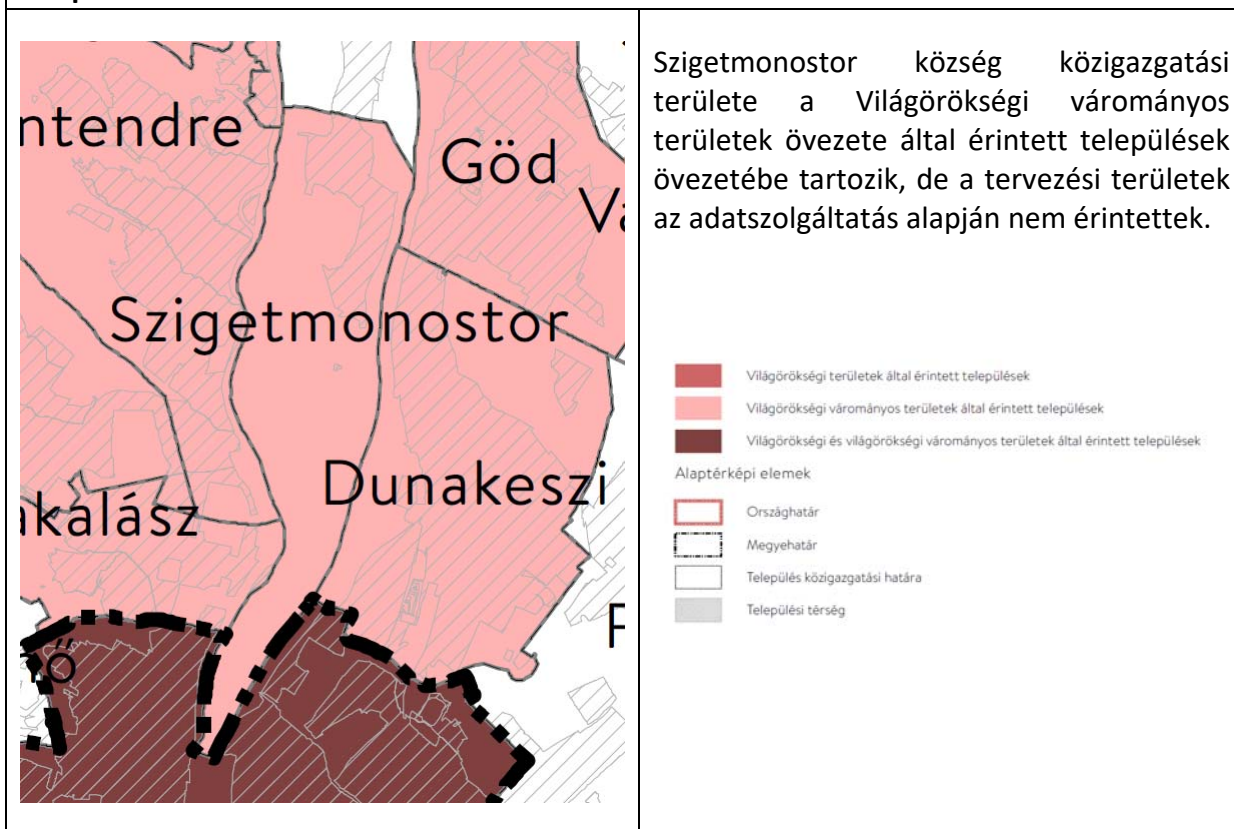 ntendre
Göd
Szigetmonostor
Dunakeszi
akalász
Szigetmonostor község közigazgatási
területe a Világörökségi várományos
területek övezete által érintett települések
övezetébe tartozik, de a tervezési területek
az adatszolgáltatás alapján nem érintettek.
Világörökségi területek által érintett települések
Világörökségi várományos területek által érintett települések
Világörökségi és világörökségi várományos területek által érintett települések
Alaptérképi elemek
Országhatár
Megyehatár
Település közigazgatási határa
Települési térség